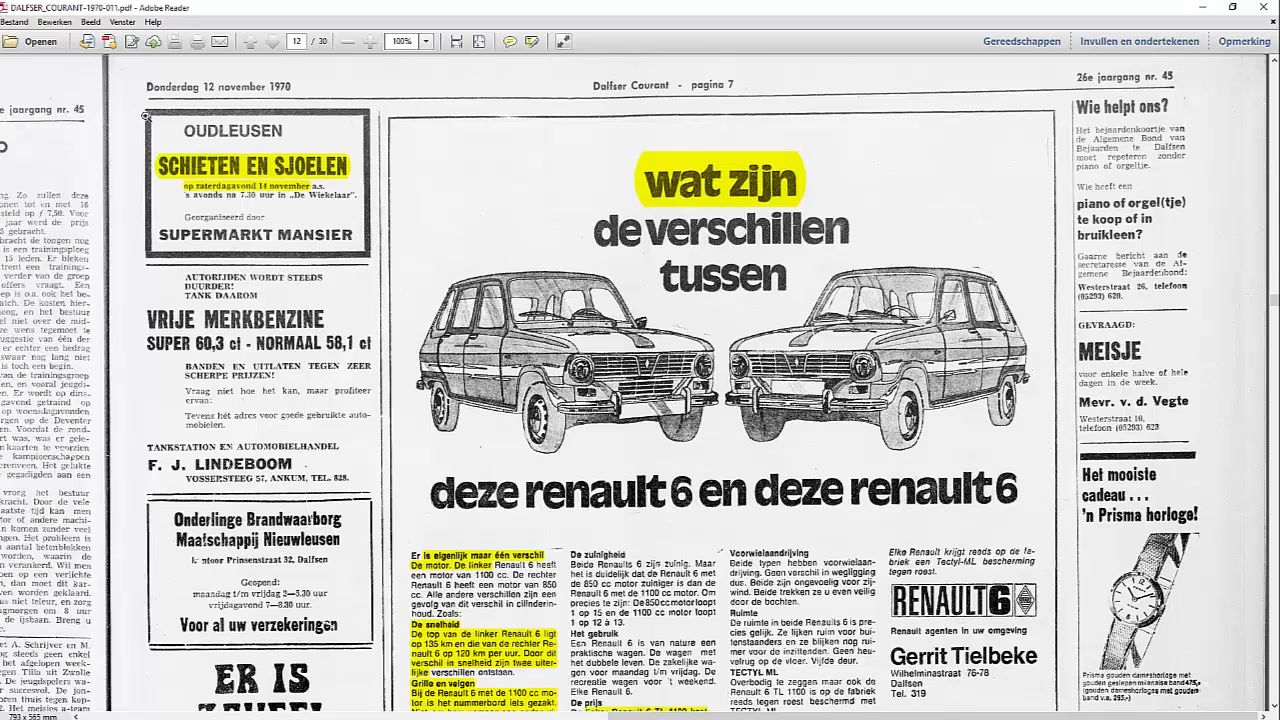 DALFSER_COURANT-1970-011.pdf - Adobe Reader
Bestand Bewerken Beeld Venster Help
Openen 12 / 30 100% Gereedschappen Invullen en ondertekenen Opmerking
e jaargang nr. 45
Donderdag 12 november 1970
Dalfser Courant - pagina 7
26e jaargang nr. 45
OUDLEUSEN
SCHIETEN EN SJOELEN
op zaterdagavond 14 november a.s.
's avonds na 7.30 uur in „De Wiekelaar".
Georganiseerd door
SUPERMARKT MANSIER
AUTORIJDEN WORDT STEEDS
DUURDER!
TANK DAAROM
VRIJE MERKBENZINE
SUPER 60,3 ct - NORMAAL 58,1 ct
BANDEN EN UITLATEN TEGEN ZEER
SCHERPE PRIJZEN!
Vraag niet hoe het kan, maar profiteer
ervan:
Tevens hét adres voor goede gebruikte auto-
mobielen.
TANKSTATION EN AUTOMOBIELHANDEL
F. J. LINDEBOOM
VOSSERSTEEG 57, ANKUM, TEL. 828.
Onderlinge Brandwaarborg
Maatschappij Nieuwleusen
kantoor Prinsenstraat 32, Dalfsen
Geopend:
maandag t/m vrijdag 2—5.30 uur
vrijdagavond 7—8.30 uur.
Voor al uw verzekeringen
ER IS
wat zijn
de verschillen
tussen
deze renault 6 en deze renault 6
Er is eigenlijk maar één verschil
De motor. De linker Renault 6 heeft
een motor van 1100 cc. De rechter
Renault 6 heeft een motor van 850
cc. Alle andere verschillen zijn een
gevolg van dit verschil in cilinderin-
houd. Zoals:
De snelheid
De top van de linker Renault 6 ligt
op 135 km en die van de rechter Re-
nault 6 op 120 km per uur. Door dit
verschil in snelheid zijn twee uiter-
lijke verschillen ontstaan.
Grille en velgen
Bij de Renault 6 met de 1100 cc mo-
tor is het nummerbord iets gezakt.
De zuinigheid
Beide Renaults 6 zijn zuinig. Maar
het is duidelijk dat de Renault 6 met
de 850 cc motor zuiniger is dan de
Renault 6 met de 1100 cc motor. Om
precies te zijn: De 850 cc motor loopt
1 op 15 en de 1100 cc motor loopt
1 op 12 à 13.
Het gebruik
Een Renault 6 is van nature een
praktische wagen. De wagen met
het dubbele leven. De zakelijke wa-
gen voor maandag t/m vrijdag. De
recreatie wagen voor 't weekend.
Elke Renault 6.
De prijs
Voorwielaandrijving
Beide typen hebben voorwielaan-
drijving. Geen verschil in wegligging
dus. Beide zijn ongevoelig voor zij-
wind. Beide trekken ze u even veilig
door de bochten.
Ruimte
De ruimte in beide Renaults 6 is pre-
cies gelijk. Ze lijken ruim voor bui-
tenstaanders en ze blijken nog rui-
mer voor de inzittenden. Geen heu-
velrug op de vloer. Vijfde deur.
TECTYL ML
Overbodig te zeggen maar ook de
Renault 6 TL 1100 is op de fabriek
reeds tegen roest beschermd met
TECTYL ML
Elke Renault krijgt reeds op de fa-
briek een Tectyl-ML bescherming
tegen roest.
RENAULT 6
Renault agenten in uw omgeving
Gerrit Tielbeke
Wilhelminastraat 76-78
Dalfsen
Tel. 319
Wie helpt ons?
Het bejaardenkoortje van
de Algemene Bond van
Bejaarden te Dalfsen
moet repeteren zonder
piano of orgeltje.
Wie heeft een
piano of orgel(tje)
te koop of in
bruikleen?
Gaarne bericht aan de
secretaresse van de Al-
gemene Bejaardenbond:
Westerstraat 26, telefoon
(05293) 620.
GEVRAAGD:
MEISJE
voor enkele halve of hele
dagen in de week.
Mevr. v. d. Vegte
Westerstraat 10,
telefoon (05293) 623
Het mooiste
cadeau . . .
'n Prisma horloge!
Prisma gouden dameshorloge met
793 x 565 mm